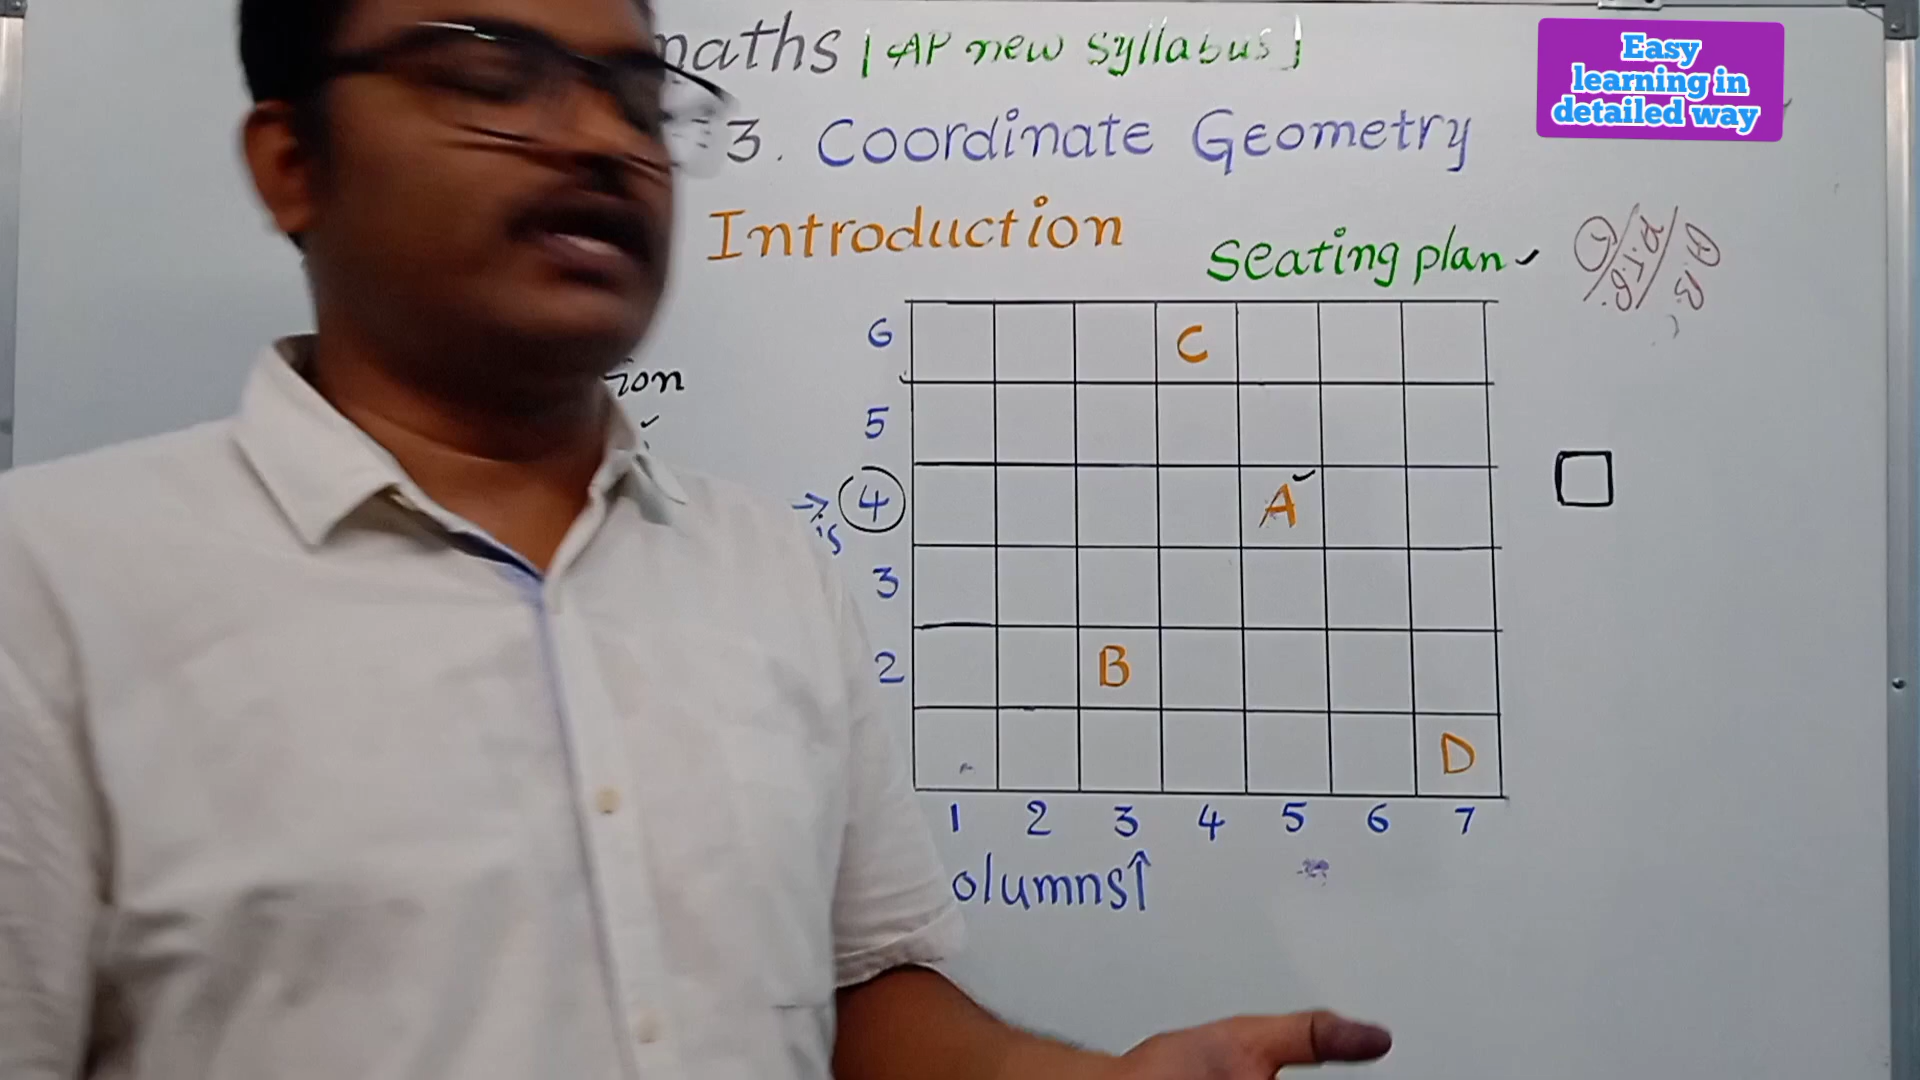 maths [AP new Syllabus]
Easy
learning in
detailed way
3. Coordinate Geometry
Introduction
Seating plan
6 C
5
4 A
3
2 B
D
1 2 3 4 5 6 7
olumns↑